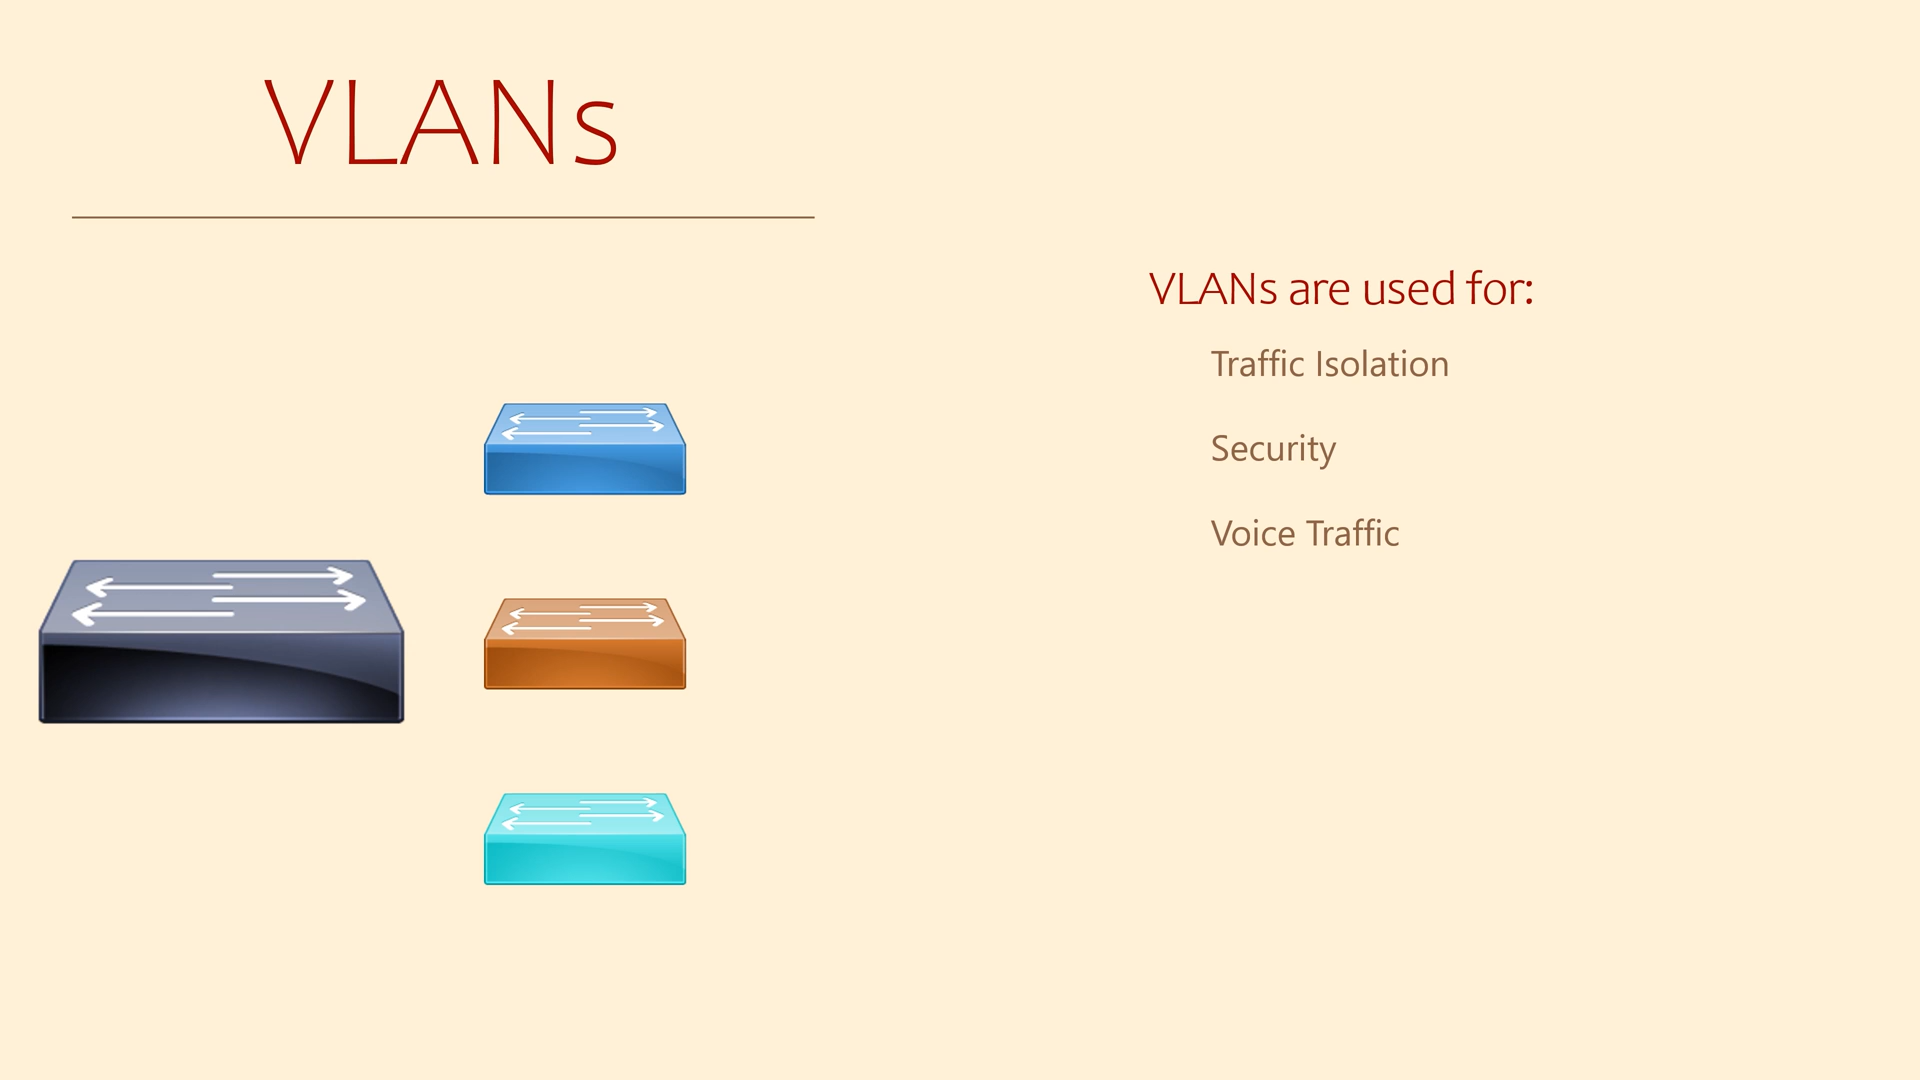 VLANs
VLANs are used for:
Traffic Isolation
Security
Voice Traffic